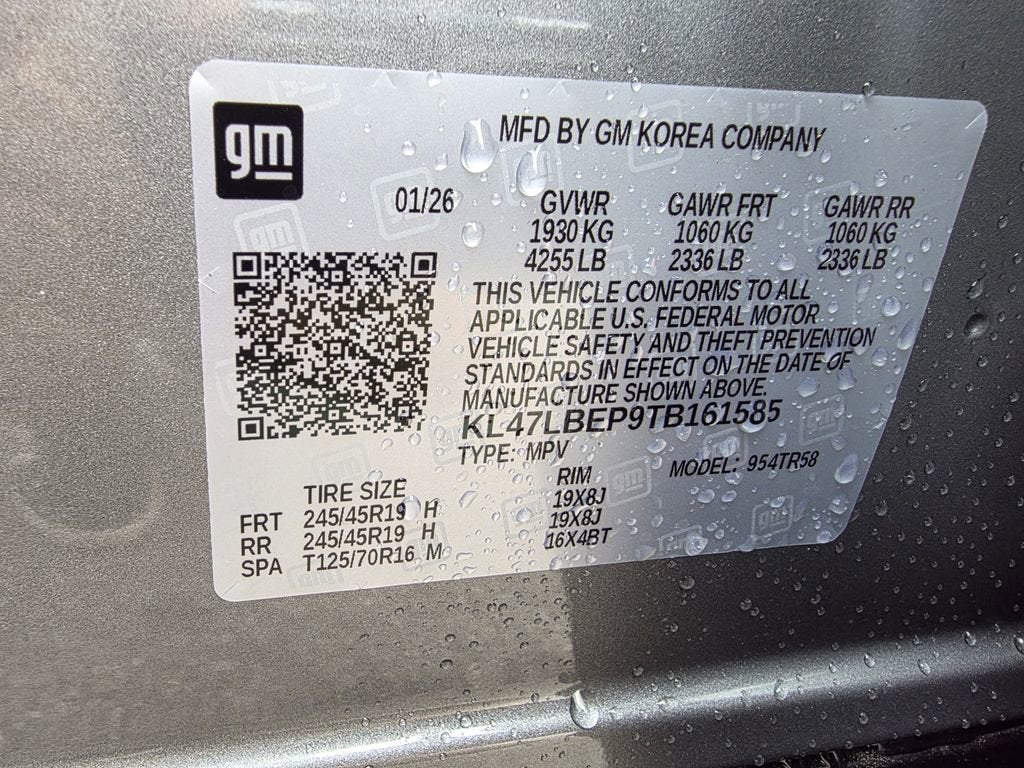 gm
MFD BY GM KOREA COMPANY
01/26 GVWR GAWR FRT GAWR RR
1930 KG 1060 KG 1060 KG
4255 LB 2336 LB 2336 LB
THIS VEHICLE CONFORMS TO ALL
APPLICABLE U.S. FEDERAL MOTOR
VEHICLE SAFETY AND THEFT PREVENTION
STANDARDS IN EFFECT ON THE DATE OF
MANUFACTURE SHOWN ABOVE.
KL47LBEP9TB161585
TYPE: MPV MODEL: 954TR58
TIRE SIZE RIM
FRT 245/45R19 H 19X8J
RR 245/45R19 H 19X8J
SPA T125/70R16 M 16X4BT